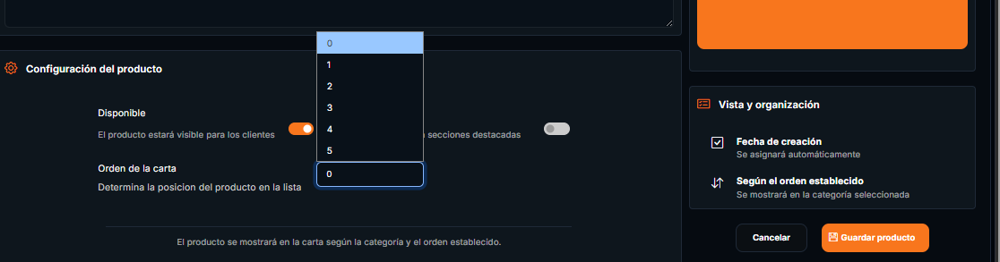 Configuración del producto
Disponible
El producto estará visible para los clientes
secciones destacadas
Orden de la carta
Determina la posicion del producto en la lista
0
1
2
3
4
5
0
El producto se mostrará en la carta según la categoría y el orden establecido.
Vista y organización
Fecha de creación
Se asignará automáticamente
Según el orden establecido
Se mostrará en la categoría seleccionada
Cancelar
Guardar producto